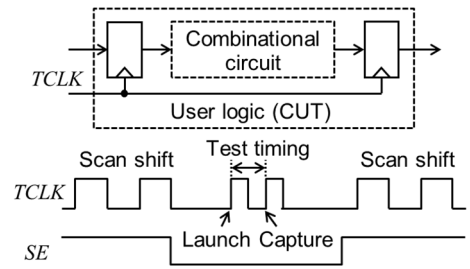 Combinational
circuit
TCLK
User logic (CUT)
Test timing
Scan shift
Scan shift
TCLK
Launch Capture
SE